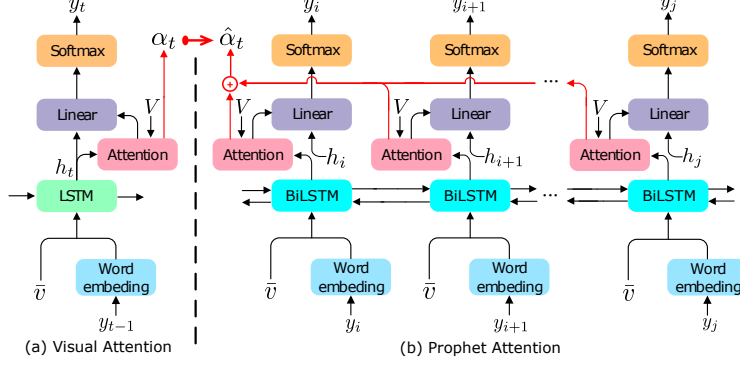 y_t
y_i
y_{i+1}
y_j
α_t
α̂_t
Softmax
Softmax
Softmax
Softmax
+
...
V
V
V
V
Linear
Linear
Linear
Linear
Attention
Attention
Attention
Attention
h_t
h_i
h_{i+1}
h_j
LSTM
BiLSTM
BiLSTM
...
BiLSTM
v̄
v̄
v̄
v̄
Word
embeding
Word
embeding
Word
embeding
Word
embeding
y_{t−1}
y_i
y_{i+1}
y_j
(a) Visual Attention
(b) Prophet Attention